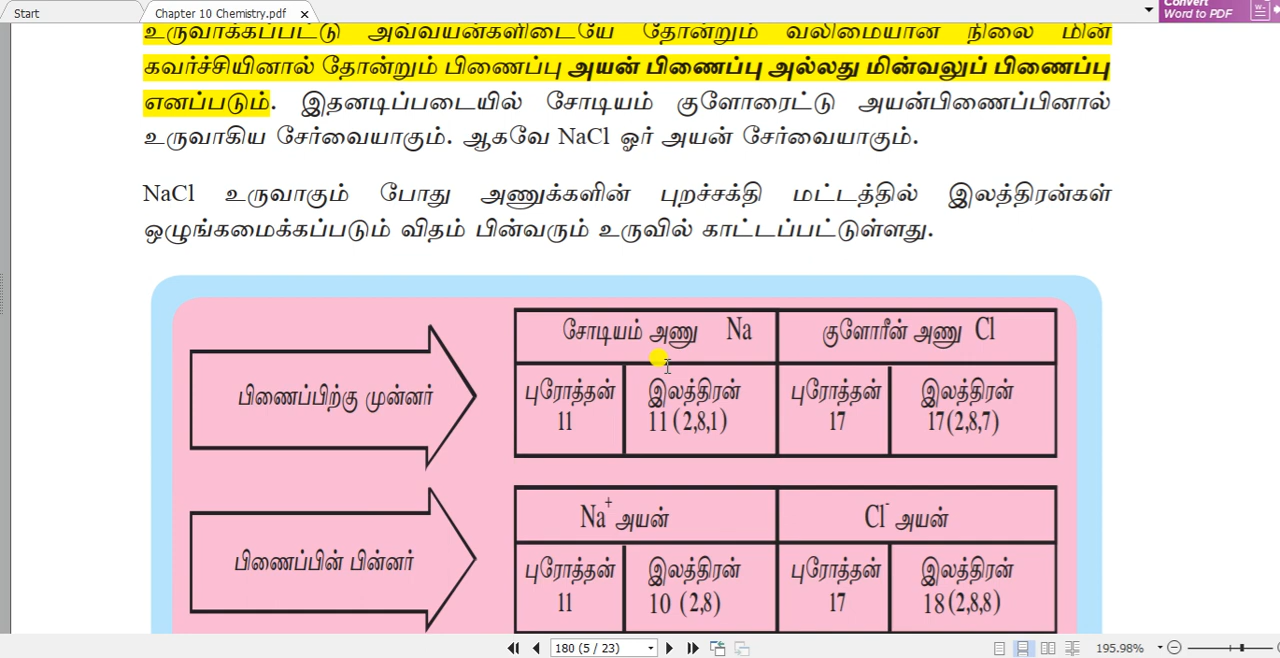 Start
Chapter 10 Chemistry.pdf
Convert
Word to PDF
உருவாக்கப்பட்டு அவ்வயன்களிடையே தோன்றும் வலிமையான நிலை மின்
கவர்ச்சியினால் தோன்றும் பிணைப்பு அயன் பிணைப்பு அல்லது மின்வலுப் பிணைப்பு
எனப்படும். இதனடிப்படையில் சோடியம் குளோரைட்டு அயன்பிணைப்பினால்
உருவாகிய சேர்வையாகும். ஆகவே NaCl ஓர் அயன் சேர்வையாகும்.
NaCl உருவாகும் போது அணுக்களின் புறச்சக்தி மட்டத்தில் இலத்திரன்கள்
ஒழுங்கமைக்கப்படும் விதம் பின்வரும் உருவில் காட்டப்பட்டுள்ளது.
சோடியம் அணு Na குளோரீன் அணு Cl
பிணைப்பிற்கு முன்னர்
புரோத்தன் இலத்திரன் புரோத்தன் இலத்திரன்
11 11 (2,8,1) 17 17(2,8,7)
Na⁺ அயன் Cl⁻ அயன்
பிணைப்பின் பின்னர்
புரோத்தன் இலத்திரன் புரோத்தன் இலத்திரன்
11 10 (2,8) 17 18 (2,8,8)
180 (5 / 23) 195.98%